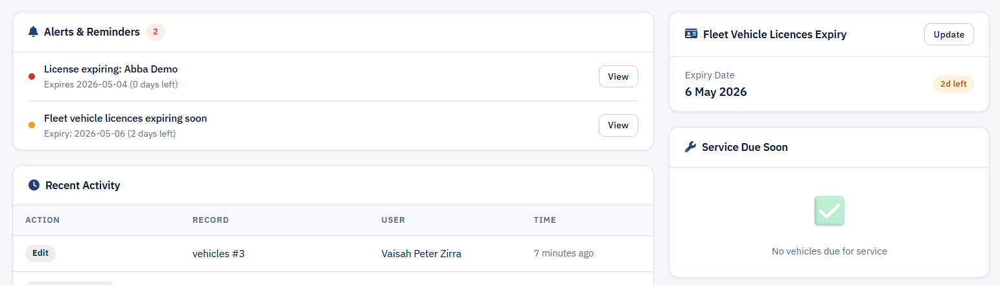 Alerts & Reminders 2
License expiring: Abba Demo
Expires 2026-05-04 (0 days left)
View
Fleet vehicle licences expiring soon
Expiry: 2026-05-06 (2 days left)
View
Recent Activity
ACTION RECORD USER TIME
Edit vehicles #3 Vaisah Peter Zirra 7 minutes ago
Fleet Vehicle Licences Expiry Update
Expiry Date
6 May 2026
2d left
Service Due Soon
No vehicles due for service